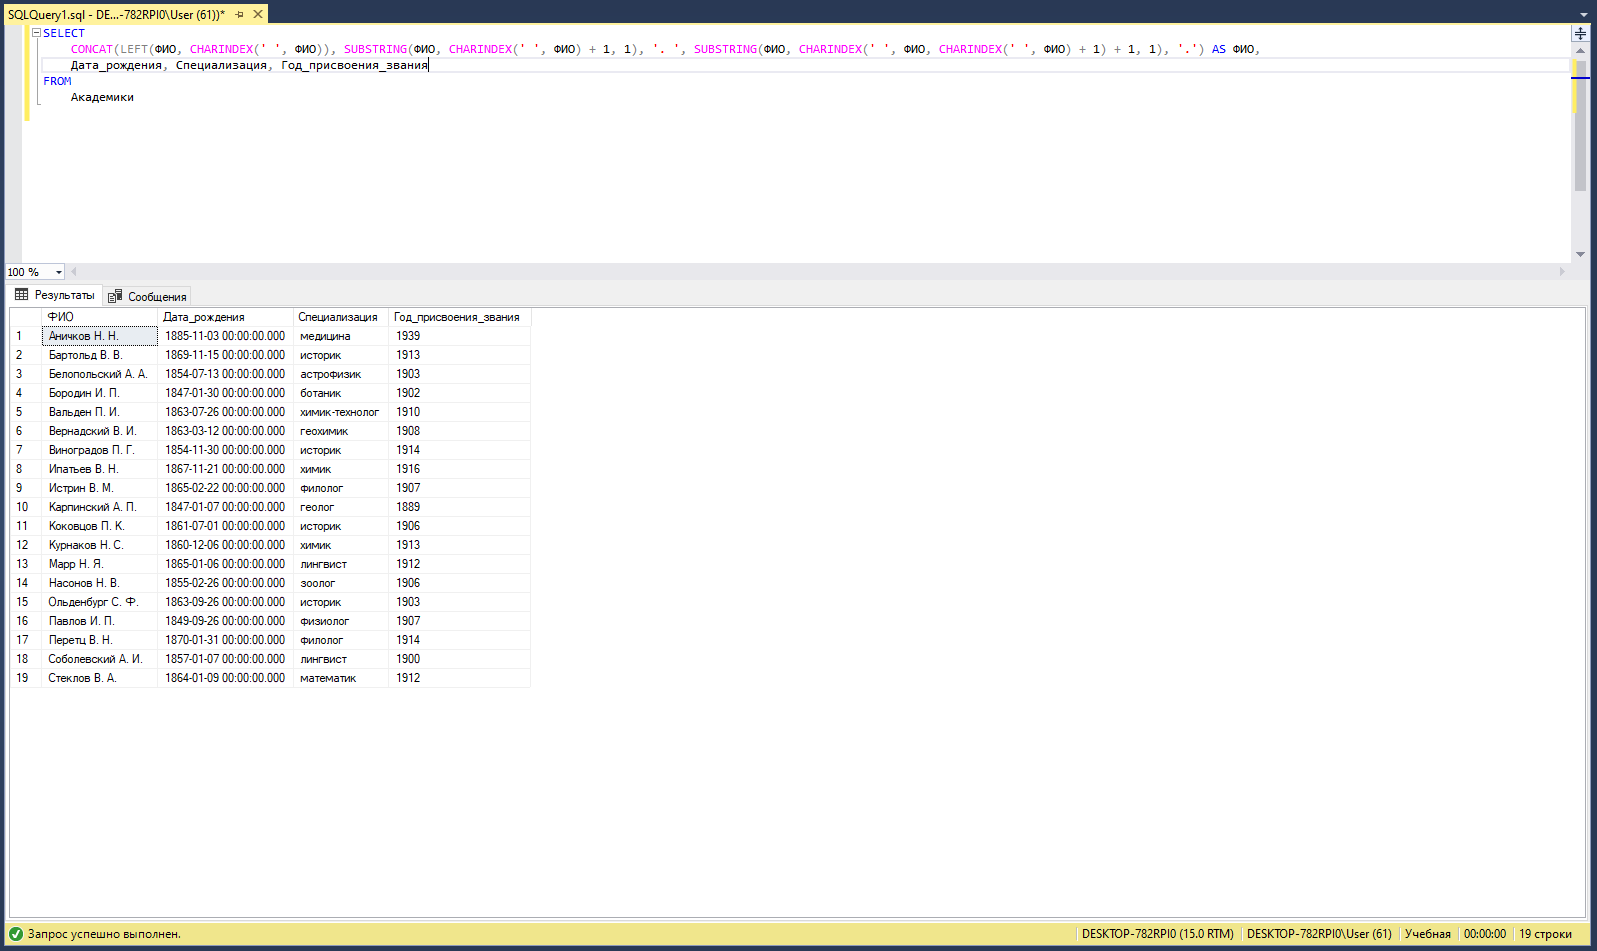 SQLQuery1.sql - DE...-782RPI0\User (61))*
SELECT
CONCAT(LEFT(ФИО, CHARINDEX(' ', ФИО)), SUBSTRING(ФИО, CHARINDEX(' ', ФИО) + 1, 1), '. ', SUBSTRING(ФИО, CHARINDEX(' ', ФИО, CHARINDEX(' ', ФИО) + 1) + 1, 1), '.') AS ФИО,
Дата_рождения, Специализация, Год_присвоения_звания
FROM
Академики
100 %
Результаты Сообщения
ФИО Дата_рождения Специализация Год_присвоения_звания
1 Аничков Н. Н. 1885-11-03 00:00:00.000 медицина 1939
2 Бартольд В. В. 1869-11-15 00:00:00.000 историк 1913
3 Белопольский А. А. 1854-07-13 00:00:00.000 астрофизик 1903
4 Бородин И. П. 1847-01-30 00:00:00.000 ботаник 1902
5 Вальден П. И. 1863-07-26 00:00:00.000 химик-технолог 1910
6 Вернадский В. И. 1863-03-12 00:00:00.000 геохимик 1908
7 Виноградов П. Г. 1854-11-30 00:00:00.000 историк 1914
8 Ипатьев В. Н. 1867-11-21 00:00:00.000 химик 1916
9 Истрин В. М. 1865-02-22 00:00:00.000 филолог 1907
10 Карпинский А. П. 1847-01-07 00:00:00.000 геолог 1889
11 Коковцов П. К. 1861-07-01 00:00:00.000 историк 1906
12 Курнаков Н. С. 1860-12-06 00:00:00.000 химик 1913
13 Марр Н. Я. 1865-01-06 00:00:00.000 лингвист 1912
14 Насонов Н. В. 1855-02-26 00:00:00.000 зоолог 1906
15 Ольденбург С. Ф. 1863-09-26 00:00:00.000 историк 1903
16 Павлов И. П. 1849-09-26 00:00:00.000 физиолог 1907
17 Перетц В. Н. 1870-01-31 00:00:00.000 филолог 1914
18 Соболевский А. И. 1857-01-07 00:00:00.000 лингвист 1900
19 Стеклов В. А. 1864-01-09 00:00:00.000 математик 1912
Запрос успешно выполнен. DESKTOP-782RPI0 (15.0 RTM) DESKTOP-782RPI0\User (61) Учебная 00:00:00 19 строки